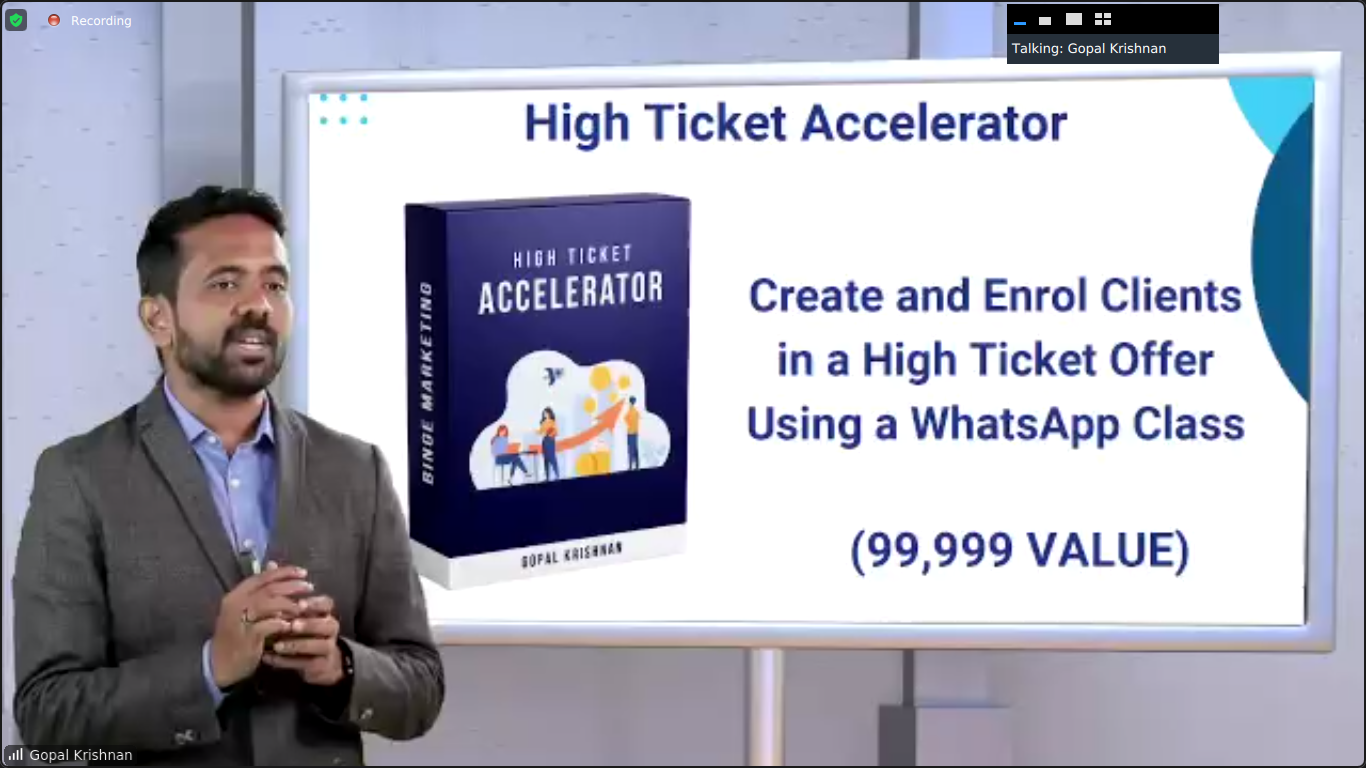 Recording
Talking: Gopal Krishnan
High Ticket Accelerator
HIGH TICKET
ACCELERATOR
BINGE MARKETING
GOPAL KRISHNAN
Create and Enrol Clients
in a High Ticket Offer
Using a WhatsApp Class
(99,999 VALUE)
Gopal Krishnan